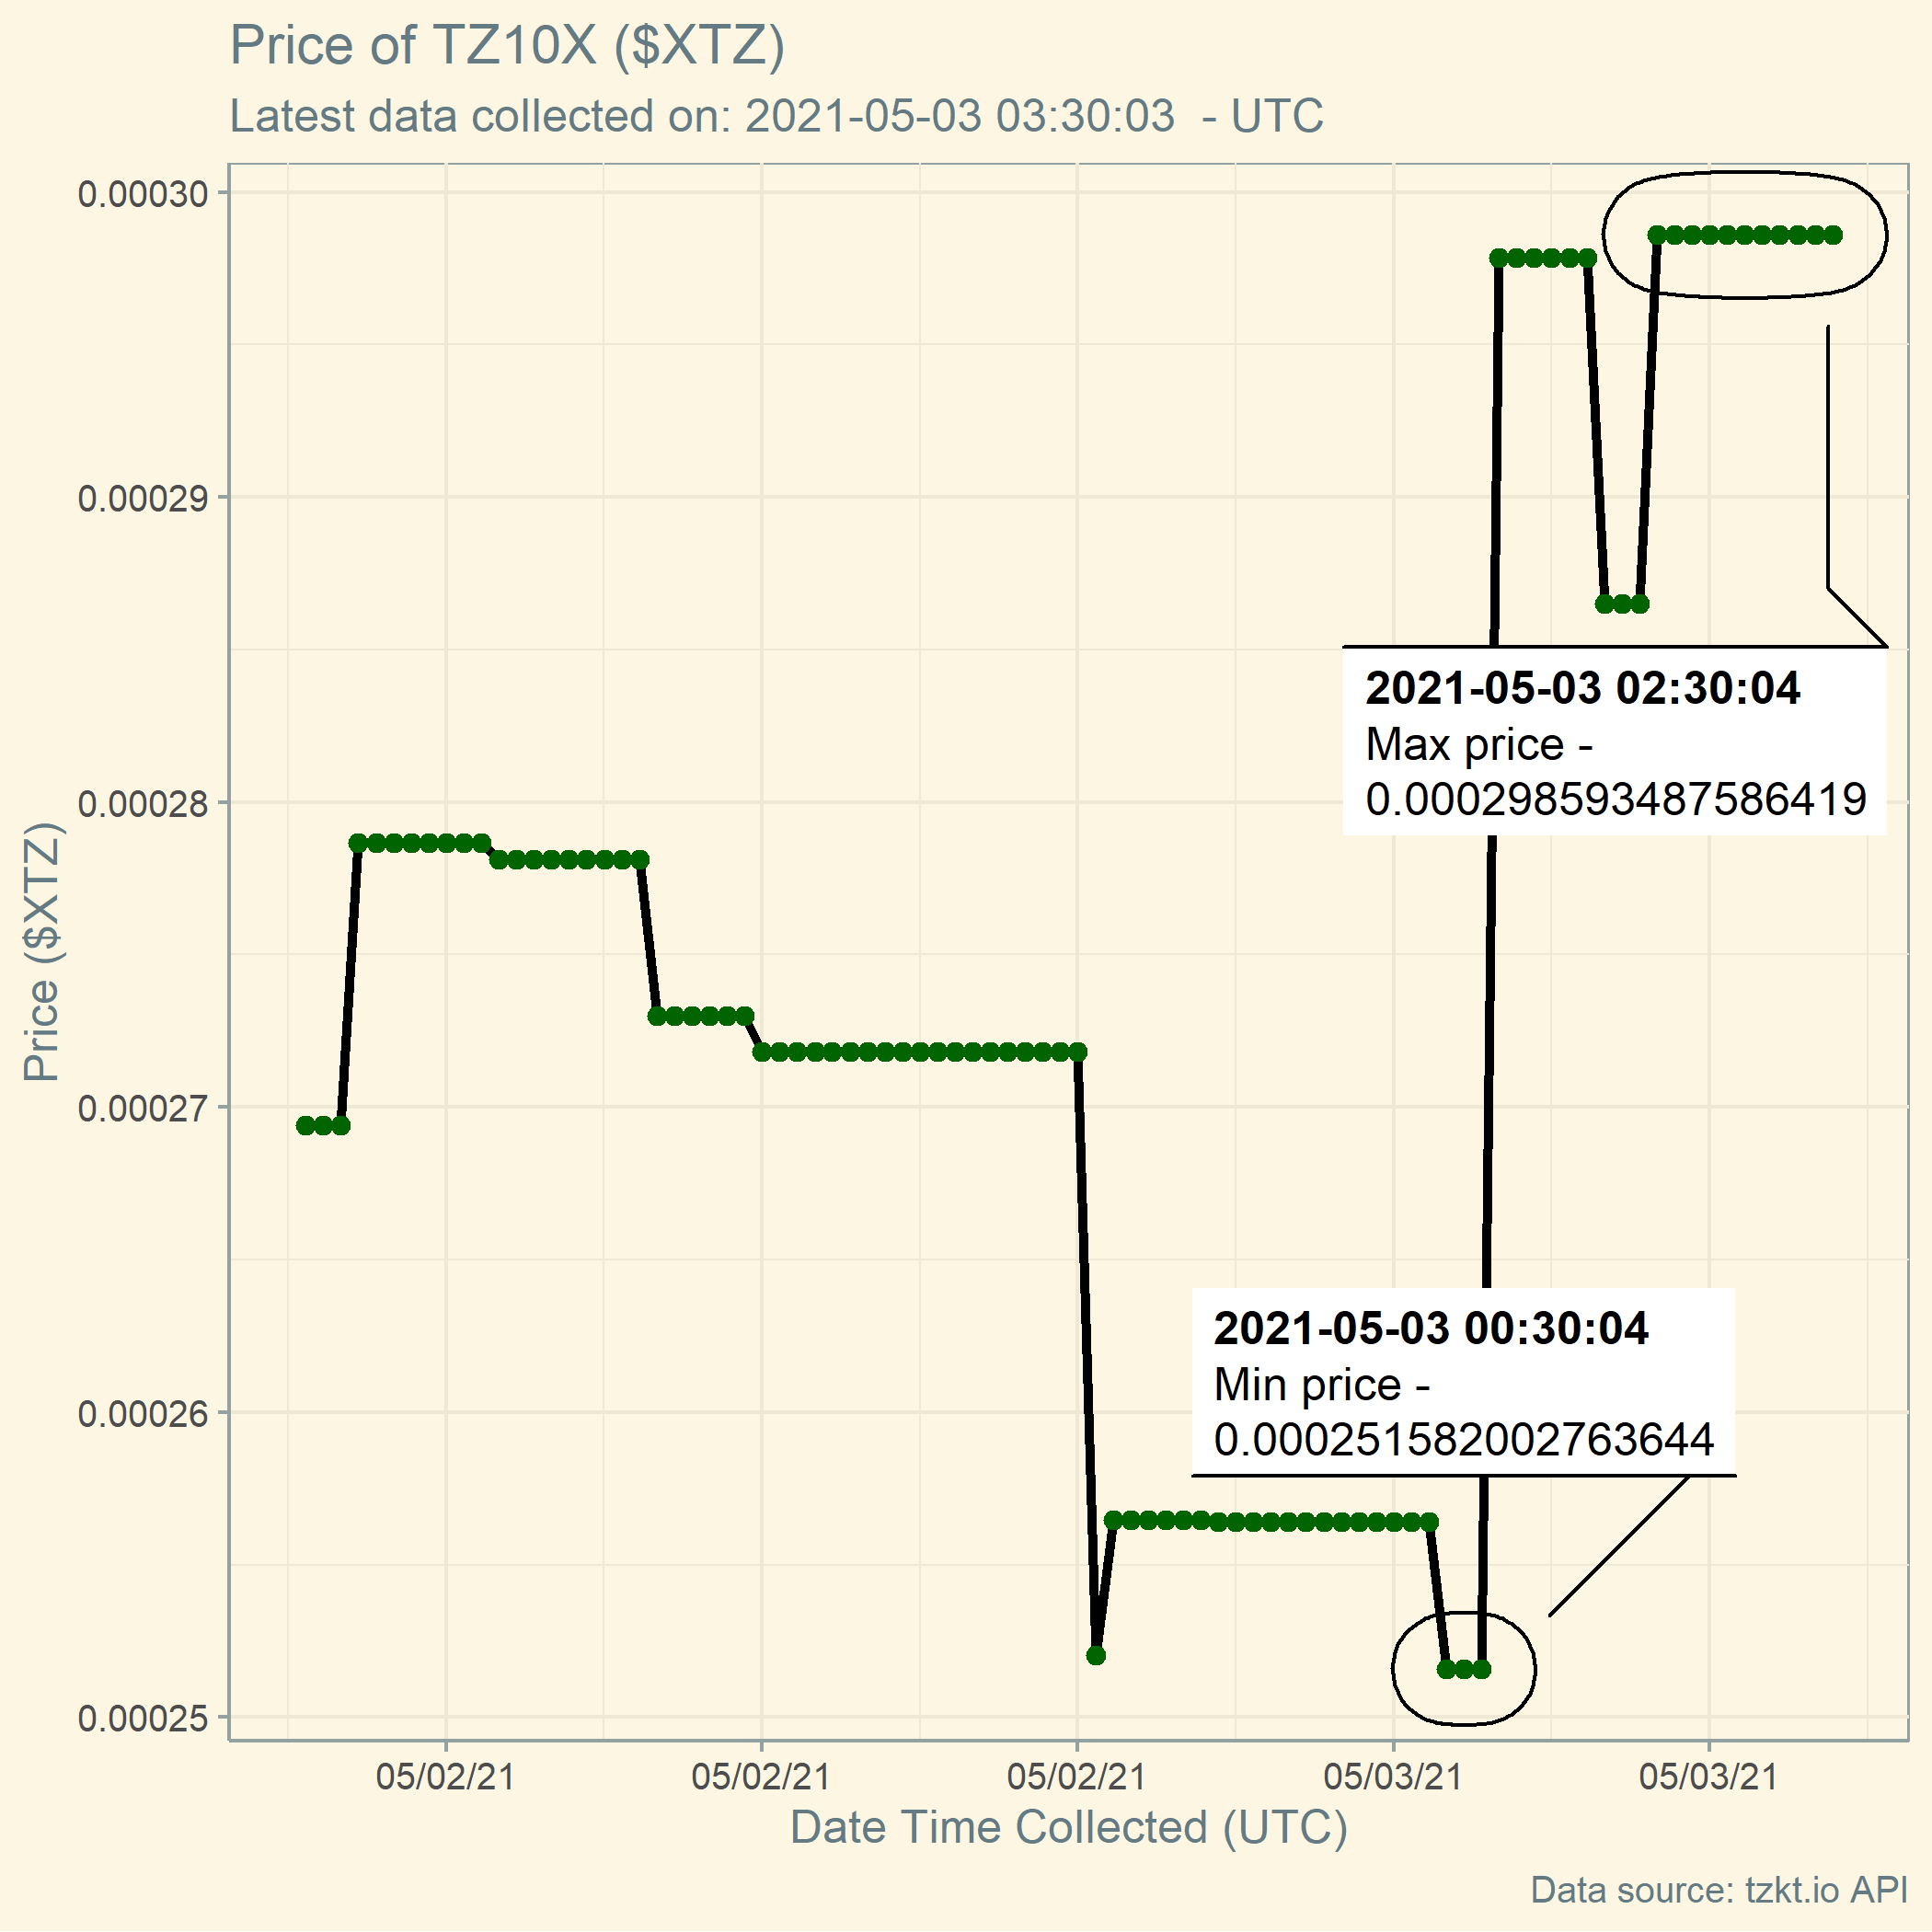 Price of TZ10X ($XTZ)
Latest data collected on: 2021-05-03 03:30:03  - UTC
0.00030
0.00029
0.00028
0.00027
0.00026
0.00025
Price ($XTZ)
2021-05-03 02:30:04
Max price -
0.000298593487586419
2021-05-03 00:30:04
Min price -
0.000251582002763644
05/02/21
05/02/21
05/02/21
05/03/21
05/03/21
Date Time Collected (UTC)
Data source: tzkt.io API